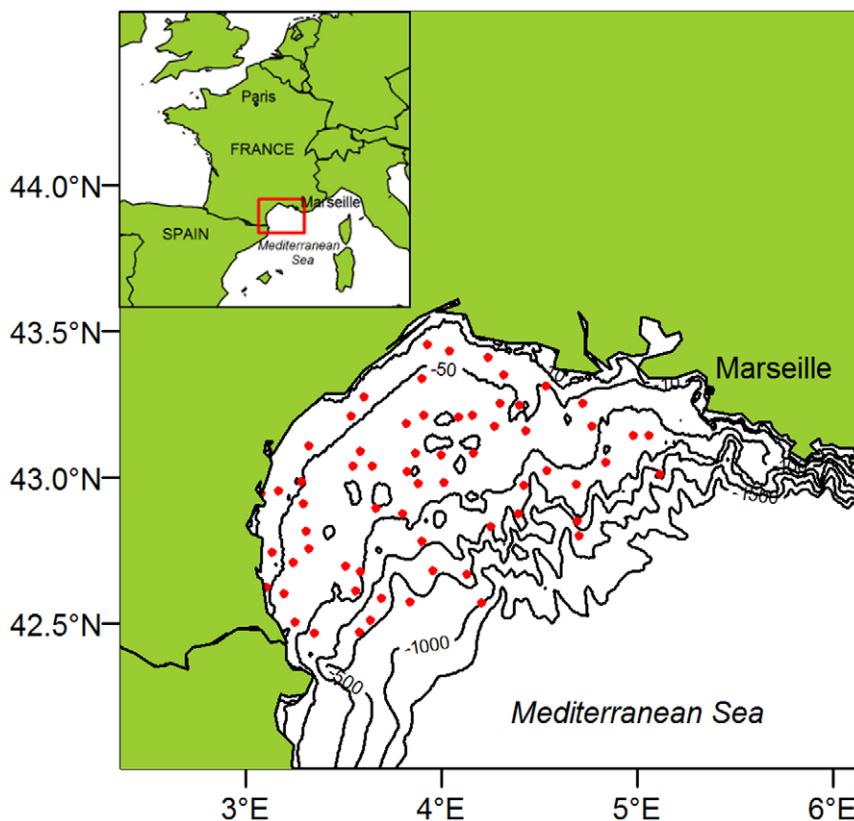 Paris
FRANCE
Marseille
SPAIN
Mediterranean
Sea
44.0°N
43.5°N
43.0°N
42.5°N
-50
-10
Marseille
-1500
-1000
-500
Mediterranean Sea
3°E
4°E
5°E
6°E